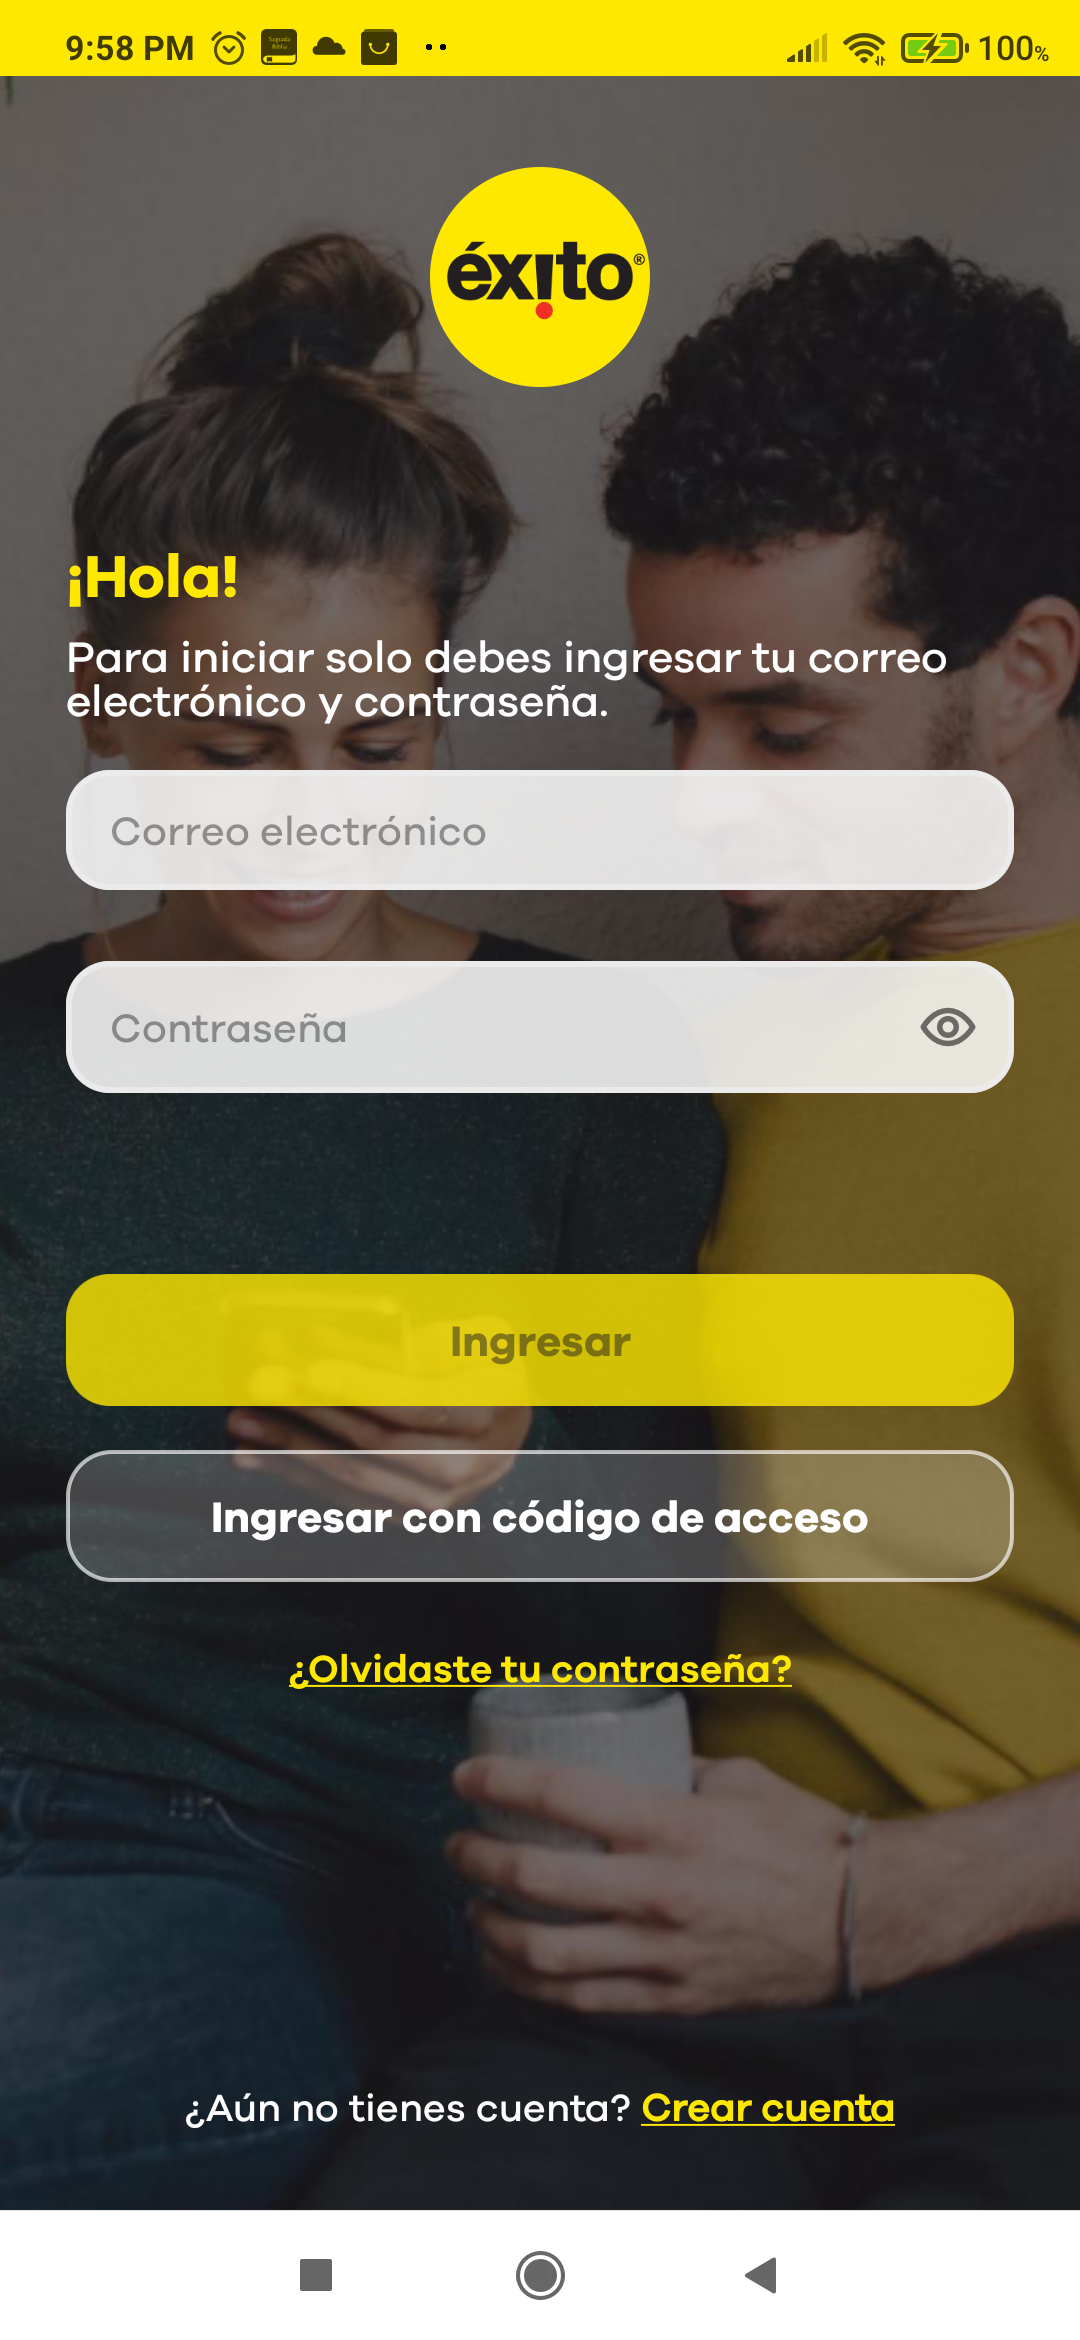 9:58 PM
100%
éxito®
¡Hola!
Para iniciar solo debes ingresar tu correo
electrónico y contraseña.
Correo electrónico
Contraseña
Ingresar
Ingresar con código de acceso
¿Olvidaste tu contraseña?
¿Aún no tienes cuenta? Crear cuenta